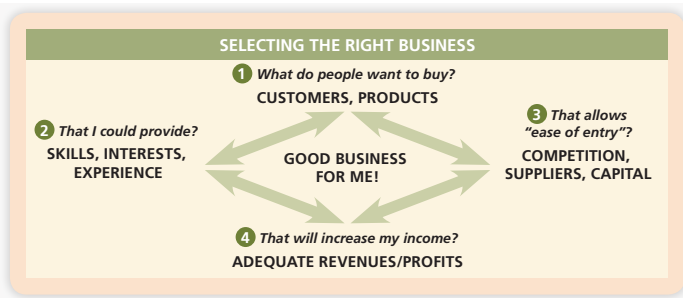 SELECTING THE RIGHT BUSINESS
1 What do people want to buy?
CUSTOMERS, PRODUCTS
2 That I could provide?
SKILLS, INTERESTS,
EXPERIENCE
3 That allows
"ease of entry"?
COMPETITION,
SUPPLIERS, CAPITAL
GOOD BUSINESS
FOR ME!
4 That will increase my income?
ADEQUATE REVENUES/PROFITS